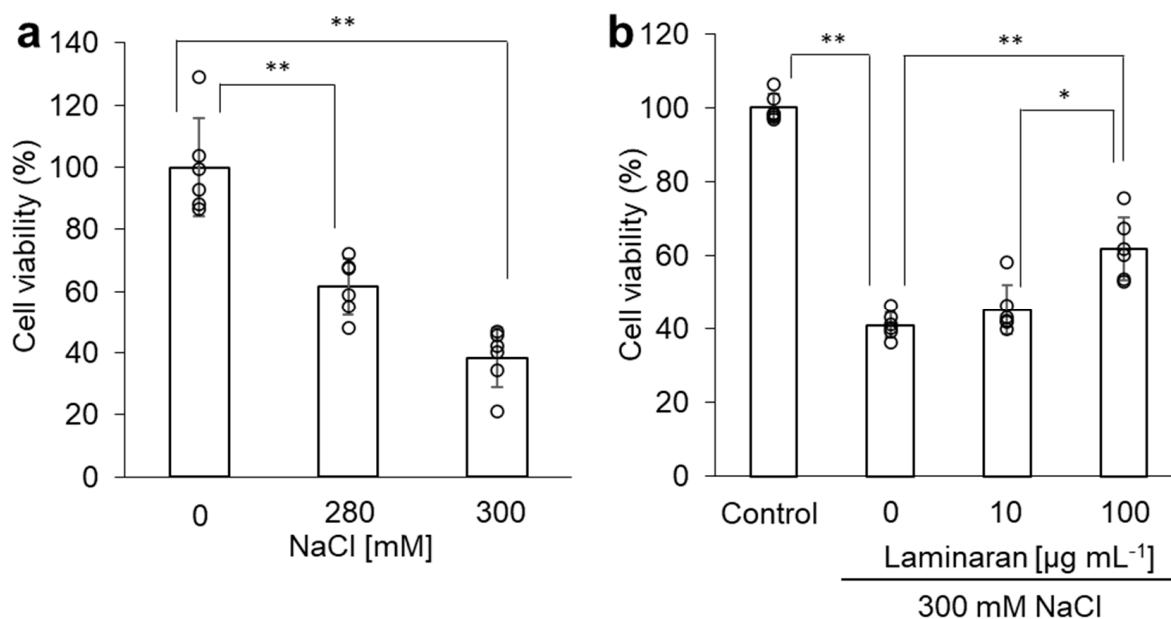 a
Cell viability (%)
140
120
100
80
60
40
20
0
**
**
0 280 300
NaCl [mM]
b
Cell viability (%)
120
100
80
60
40
20
0
** **
*
Control 0 10 100
Laminaran [µg mL⁻¹]
300 mM NaCl